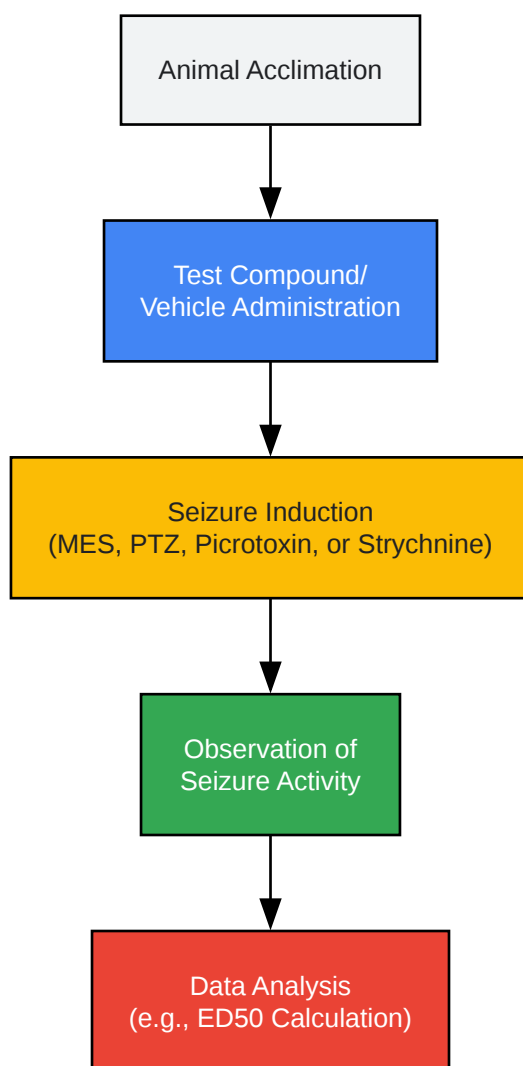 Animal Acclimation
Test Compound/
Vehicle Administration
Seizure Induction
(MES, PTZ, Picrotoxin, or Strychnine)
Observation of
Seizure Activity
Data Analysis
(e.g., ED50 Calculation)